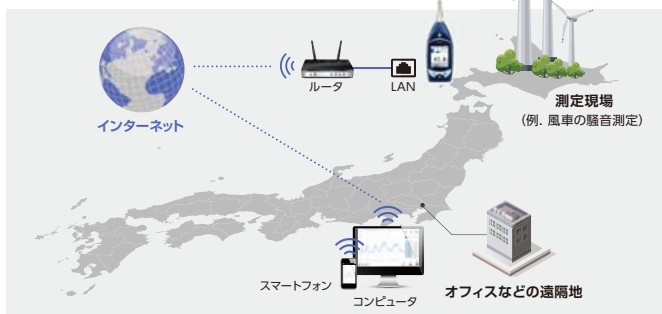 ルータ
LAN
インターネット
測定現場
（例. 風車の騒音測定）
スマートフォン
コンピュータ
オフィスなどの遠隔地